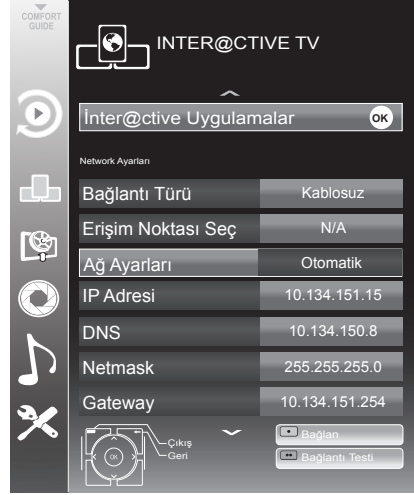 COMFORT
GUIDE
INTER@CTIVE TV
İnter@ctive Uygulamalar OK
Network Ayarları
Bağlantı Türü Kablosuz
Erişim Noktası Seç N/A
Ağ Ayarları Otomatik
IP Adresi 10.134.151.15
DNS 10.134.150.8
Netmask 255.255.255.0
Gateway 10.134.151.254
OK
Çıkış
Geri
Bağlan
Bağlantı Testi